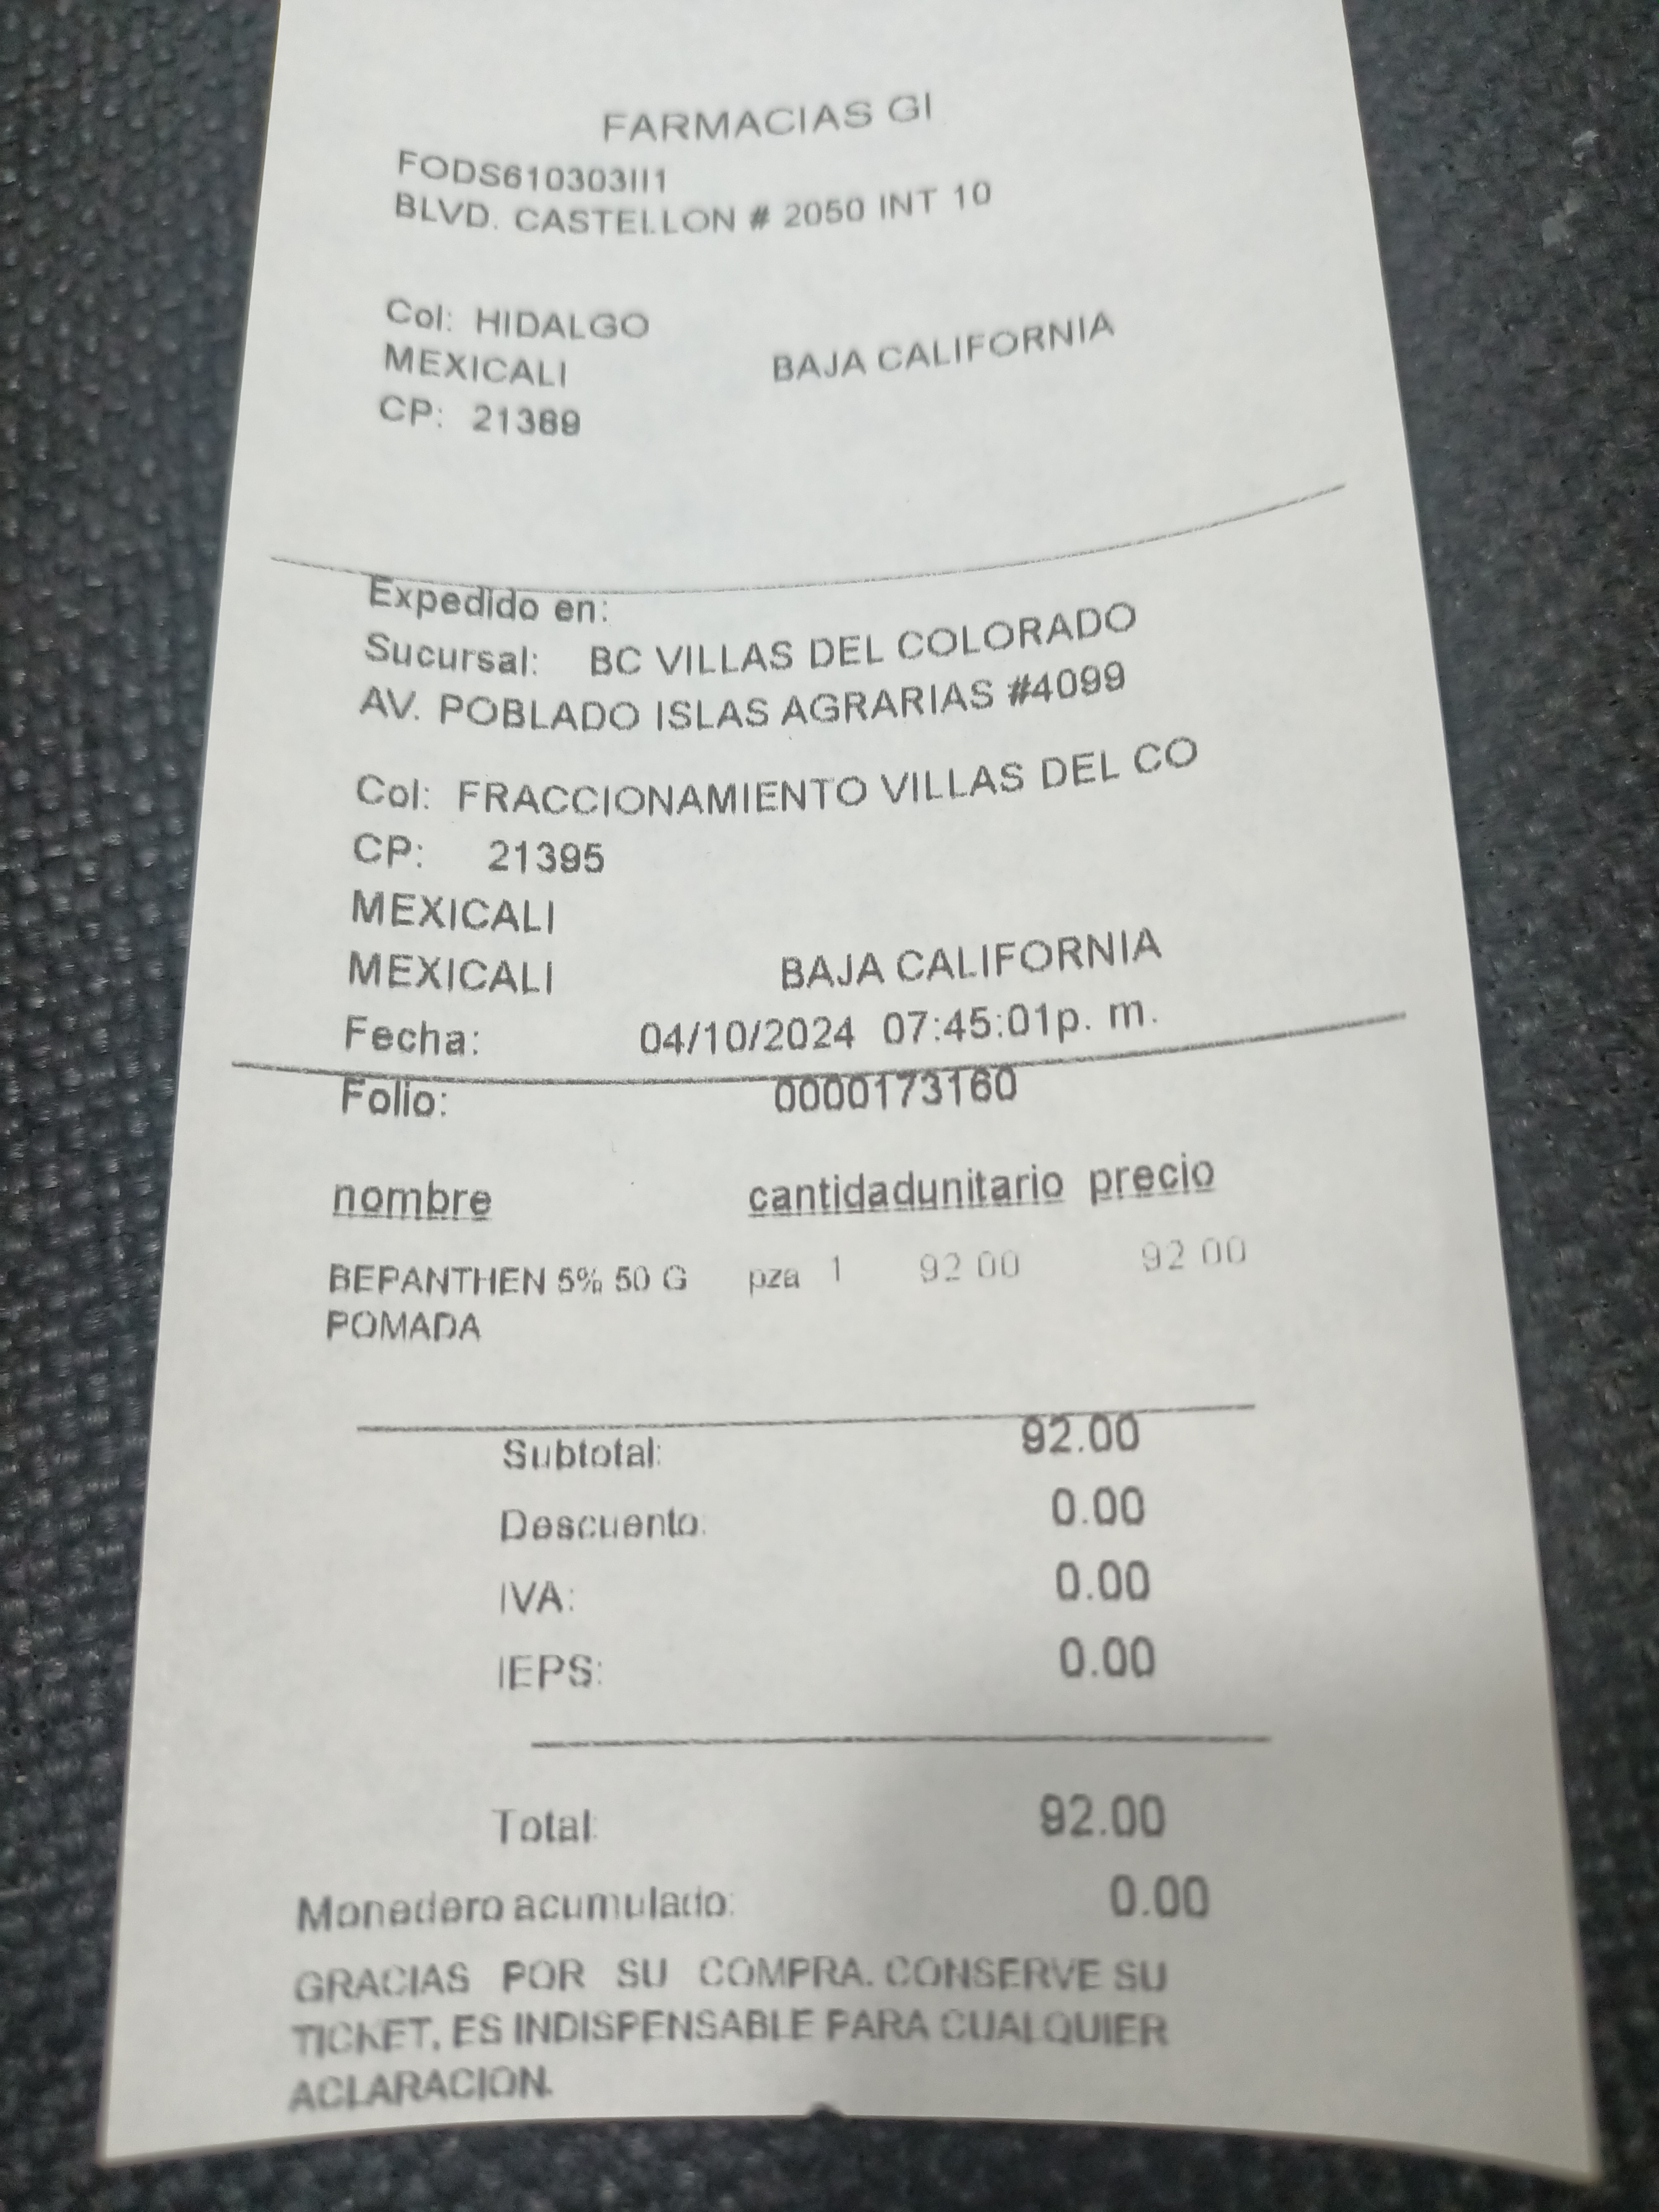 FARMACIAS GI
FODS610303II1
BLVD. CASTELLON # 2050 INT 10
Col: HIDALGO
MEXICALI BAJA CALIFORNIA
CP: 21389
Expedido en:
Sucursal: BC VILLAS DEL COLORADO
AV. POBLADO ISLAS AGRARIAS #4099
Col: FRACCIONAMIENTO VILLAS DEL CO
CP: 21395
MEXICALI
MEXICALI BAJA CALIFORNIA
Fecha: 04/10/2024 07:45:01p. m.
Folio: 0000173160
nombre cantidadunitario precio
BEPANTHEN 5% 50 G pza 1 92 00 92 00
POMADA
Subtotal: 92.00
Descuento: 0.00
IVA: 0.00
IEPS: 0.00
Total: 92.00
Monedero acumulado: 0.00
GRACIAS POR SU COMPRA. CONSERVE SU
TICKET, ES INDISPENSABLE PARA CUALQUIER
ACLARACION.